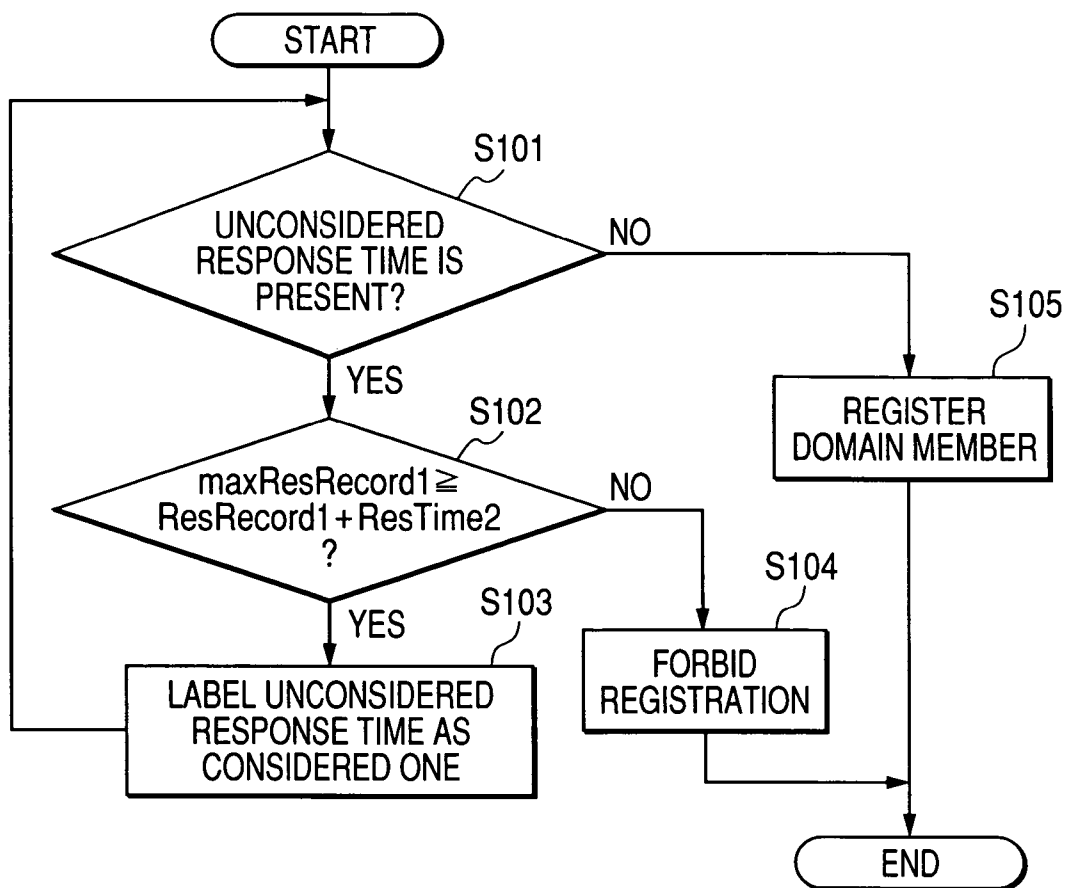 START
S101
UNCONSIDERED
RESPONSE TIME IS
PRESENT?
NO
YES
S105
REGISTER
DOMAIN MEMBER
S102
maxResRecord1≧
ResRecord1+ResTime2
?
NO
YES
S104
FORBID
REGISTRATION
S103
LABEL UNCONSIDERED
RESPONSE TIME AS
CONSIDERED ONE
END